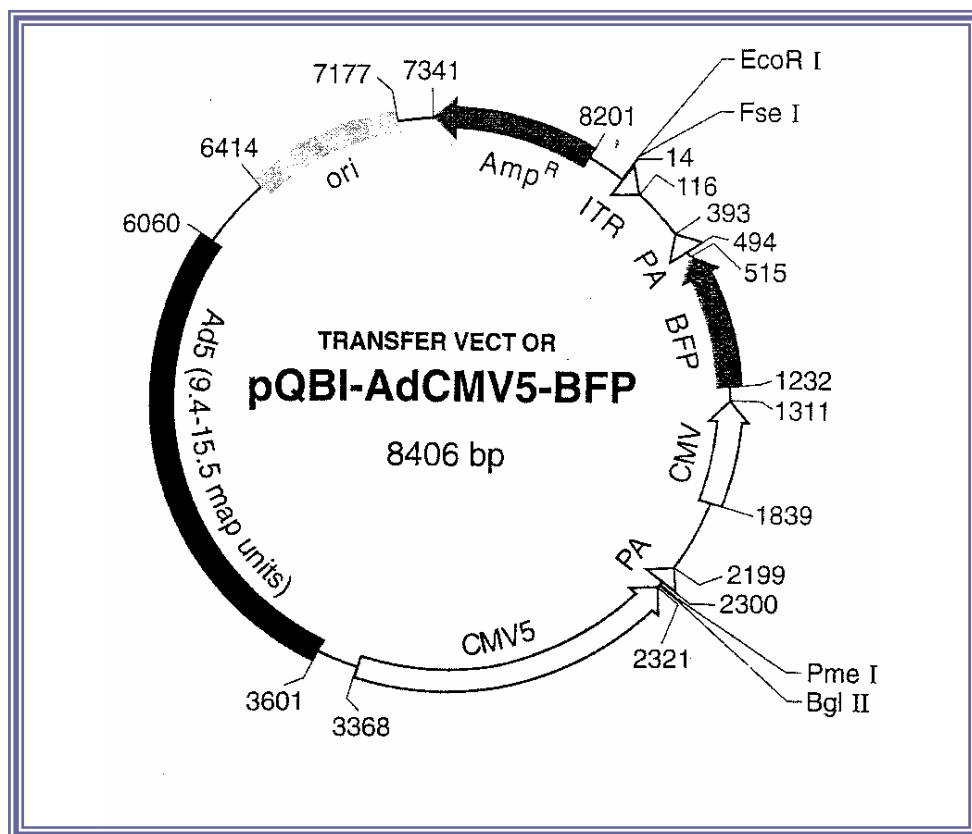 EcoR I
Fse I
7177
7341
8201
14
116
393
494
515
6414
6060
ori
Amp R
ITR
PA
BFP
TRANSFER VECT OR
pQBI-AdCMV5-BFP
8406 bp
Ad5 (9.4-15.5 map units)
1232
1311
CMV
1839
PA
2199
2300
2321
CMV5
3601
3368
Pme I
Bgl II